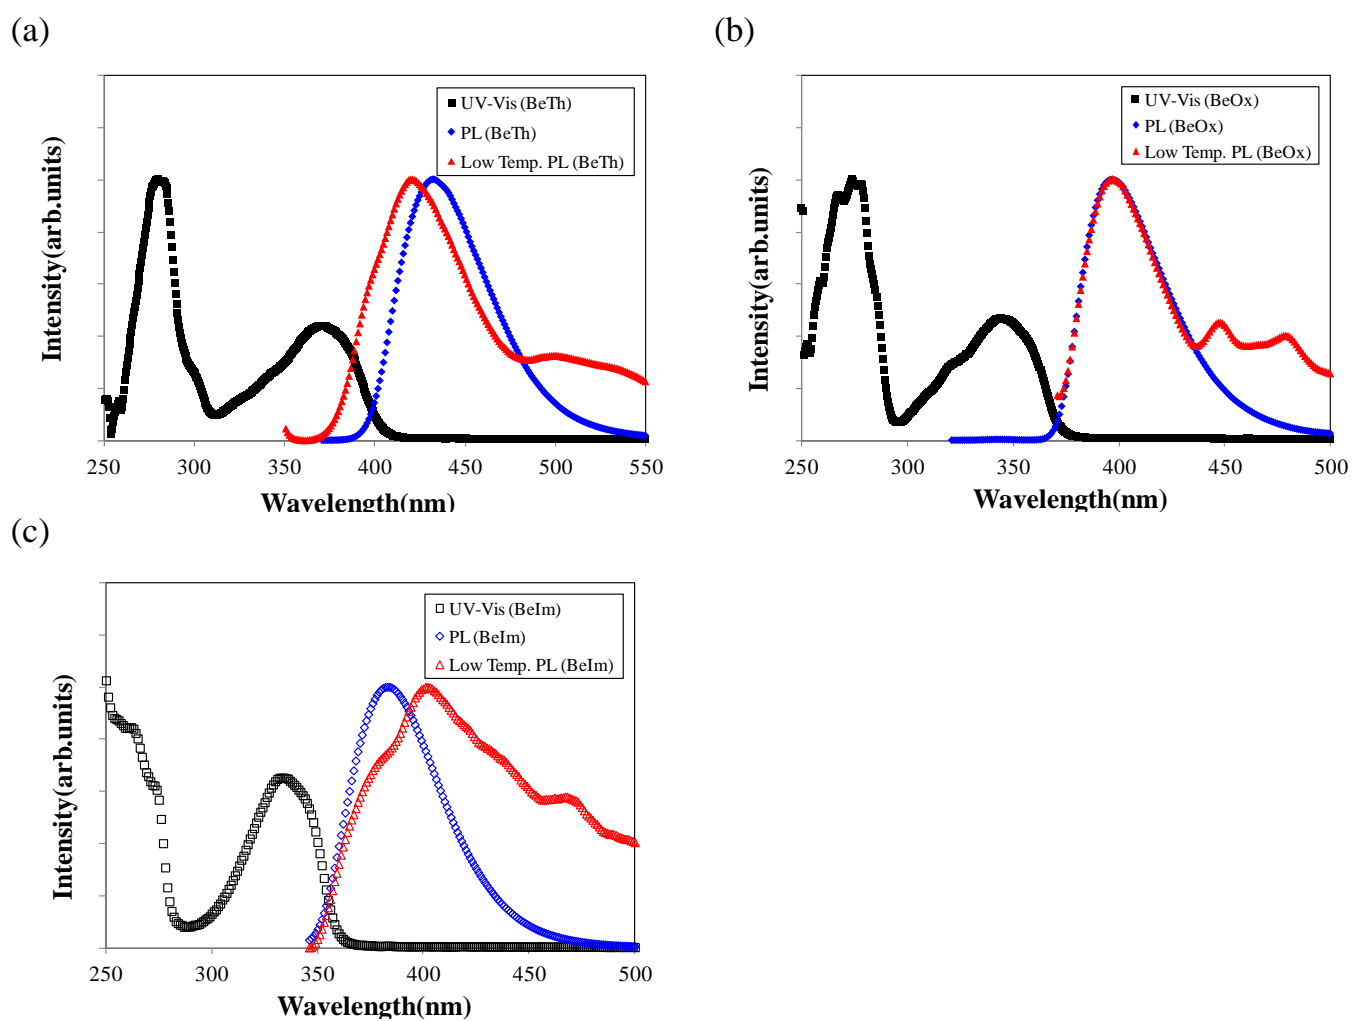 (a)
(b)
UV-Vis (BeTh)
PL (BeTh)
Low Temp. PL (BeTh)
Intensity(arb.units)
250 300 350 400 450 500 550
Wavelength(nm)
UV-Vis (BeOx)
PL (BeOx)
Low Temp. PL (BeOx)
Intensity(arb.units)
250 300 350 400 450 500
Wavelength(nm)
(c)
UV-Vis (BeIm)
PL (BeIm)
Low Temp. PL (BeIm)
Intensity(arb.units)
250 300 350 400 450 500
Wavelength(nm)